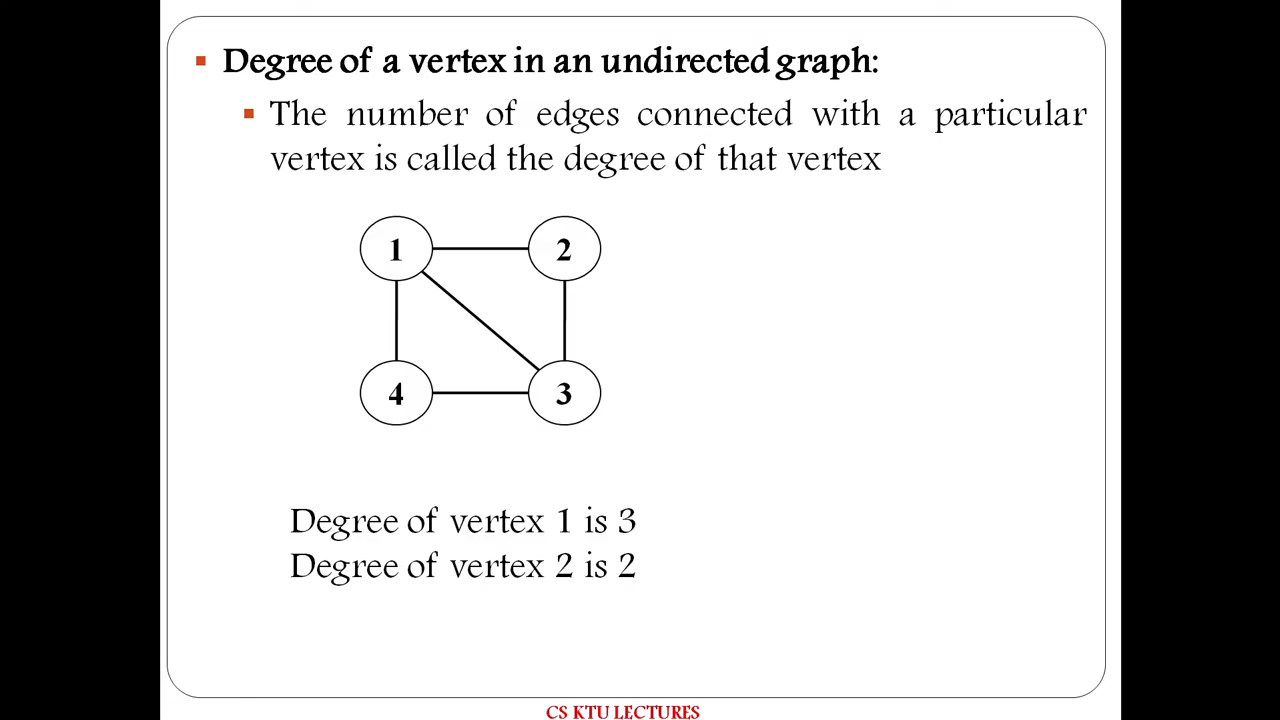 Degree of a vertex in an undirected graph:
The number of edges connected with a particular
vertex is called the degree of that vertex
1 2
4 3
Degree of vertex 1 is 3
Degree of vertex 2 is 2
CS KTU LECTURES